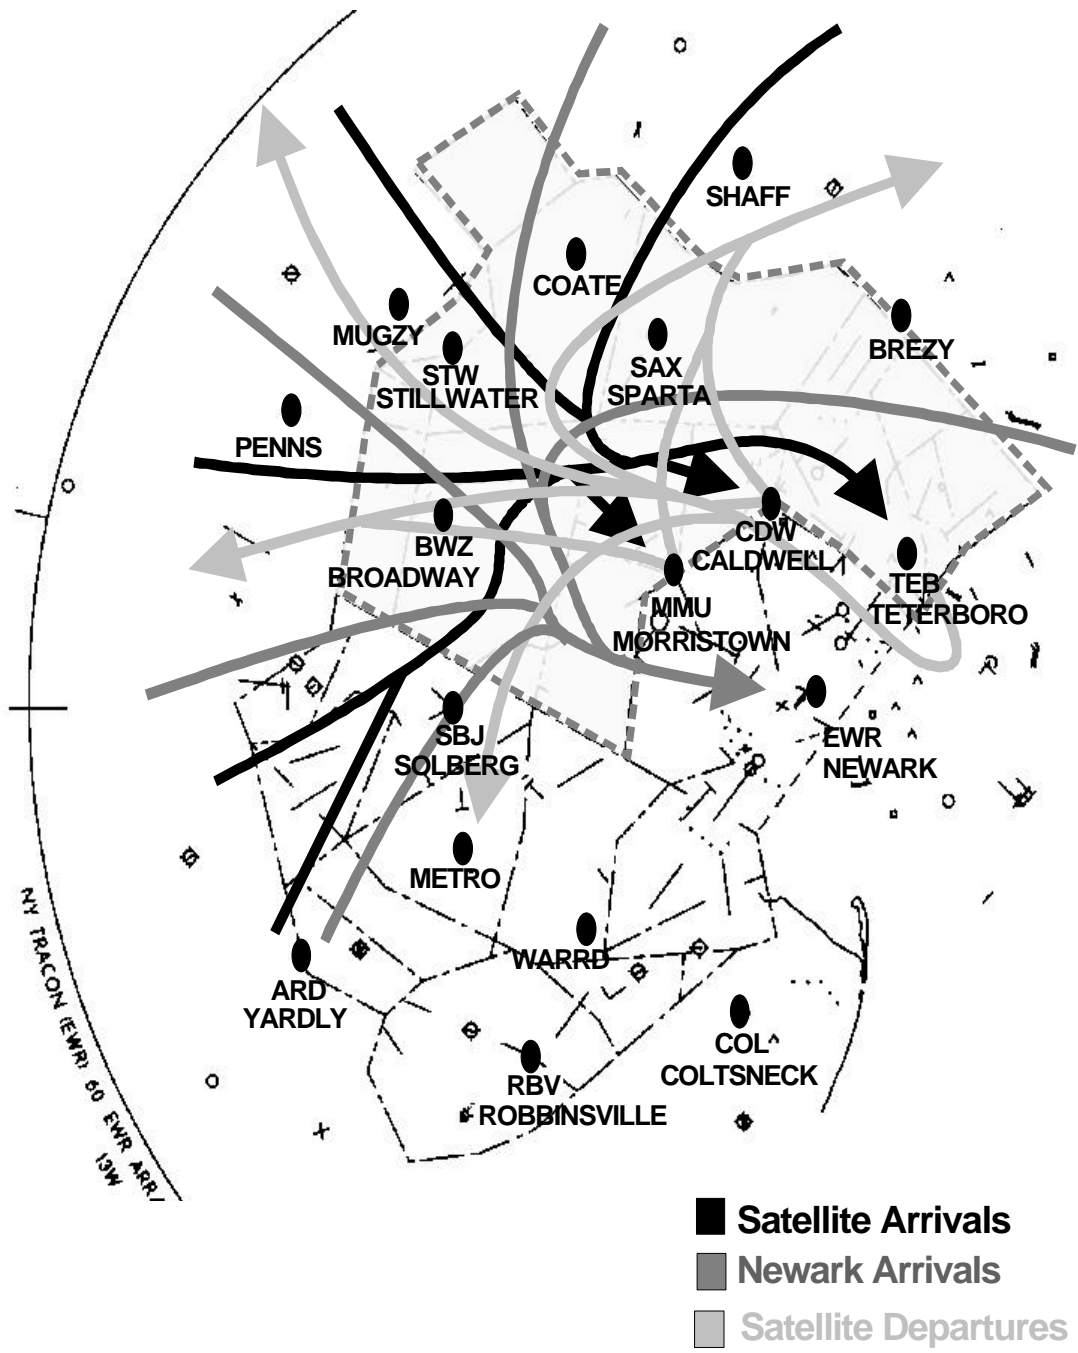 SHAFF
COATE
MUGZY
BREZY
STW
STILLWATER
SAX
SPARTA
PENNS
BWZ
BROADWAY
CDW
CALDWELL
TEB
TETERBORO
MMU
MORRISTOWN
SBJ
SOLBERG
EWR
NEWARK
METRO
WARRD
ARD
YARDLY
COL
COLTSNECK
RBV
ROBBINSVILLE
NY TRACON (EWR) 60 EWR ARRA
13W
Satellite Arrivals
Newark Arrivals
Satellite Departures